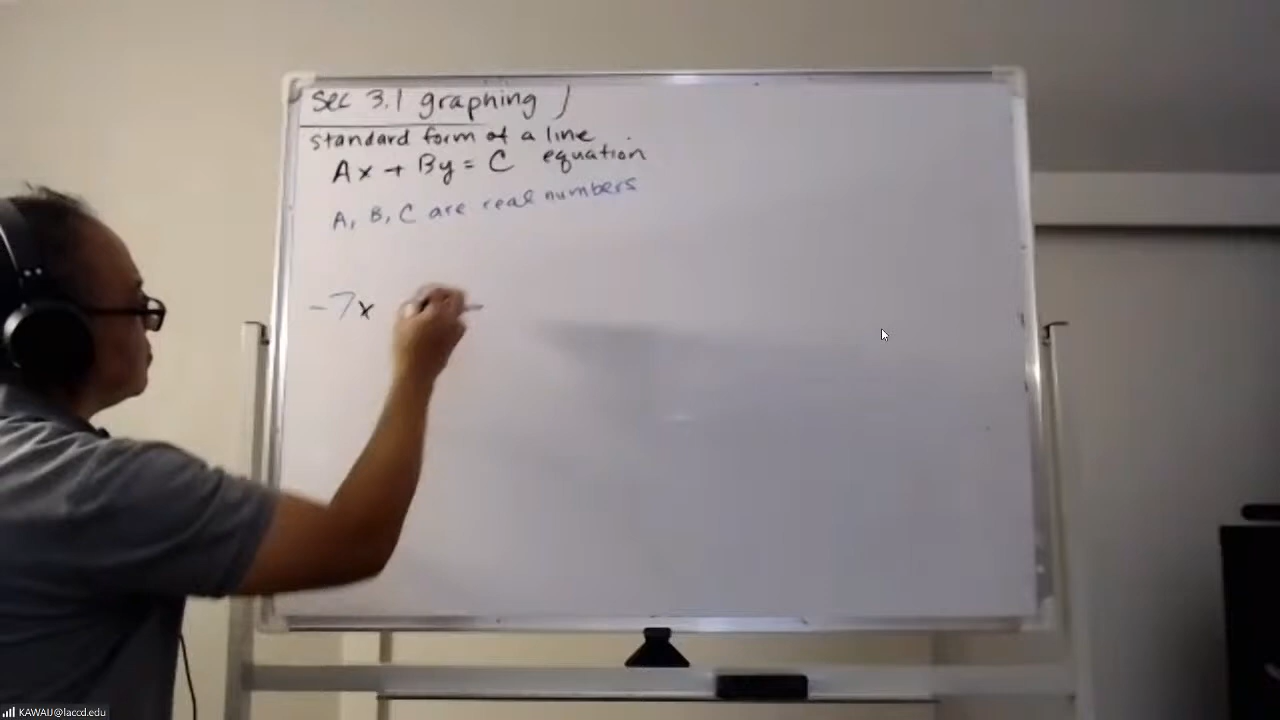 sec 3.1 graphing
standard form of a line
Ax + By = C equation
A, B, C are real numbers
-7x
KAWAIJ@laccd.edu